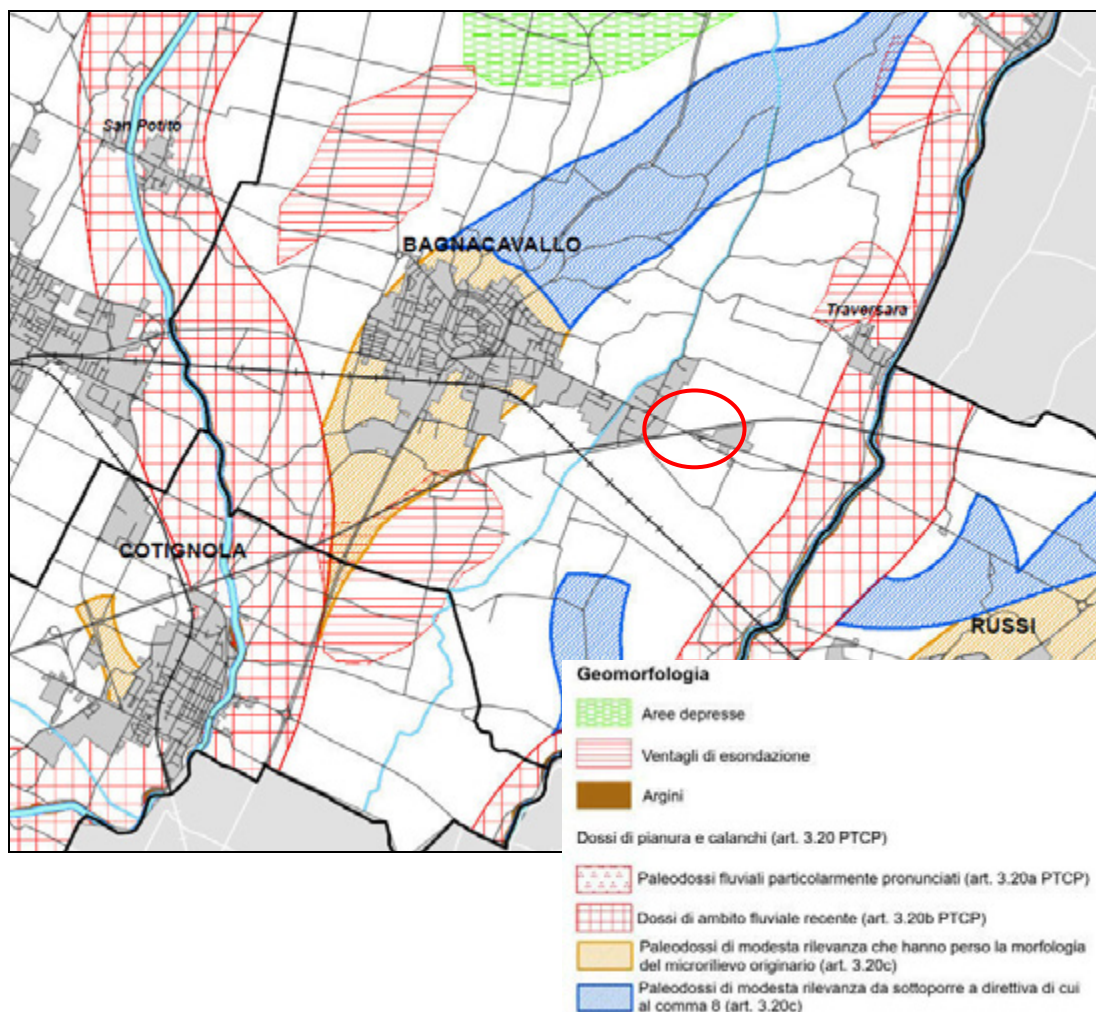 San Potito
BAGNACAVALLO
Traversara
COTIGNOLA
RUSSI
Geomorfologia
Aree depresse
Ventagli di esondazione
Argini
Dossi di pianura e calanchi (art. 3.20 PTCP)
Paleodossi fluviali particolarmente pronunciati (art. 3.20a PTCP)
Dossi di ambito fluviale recente (art. 3.20b PTCP)
Paleodossi di modesta rilevanza che hanno perso la morfologia
del microrilievo originario (art. 3.20c)
Paleodossi di modesta rilevanza da sottoporre a direttiva di cui
al comma 8 (art. 3.20c)